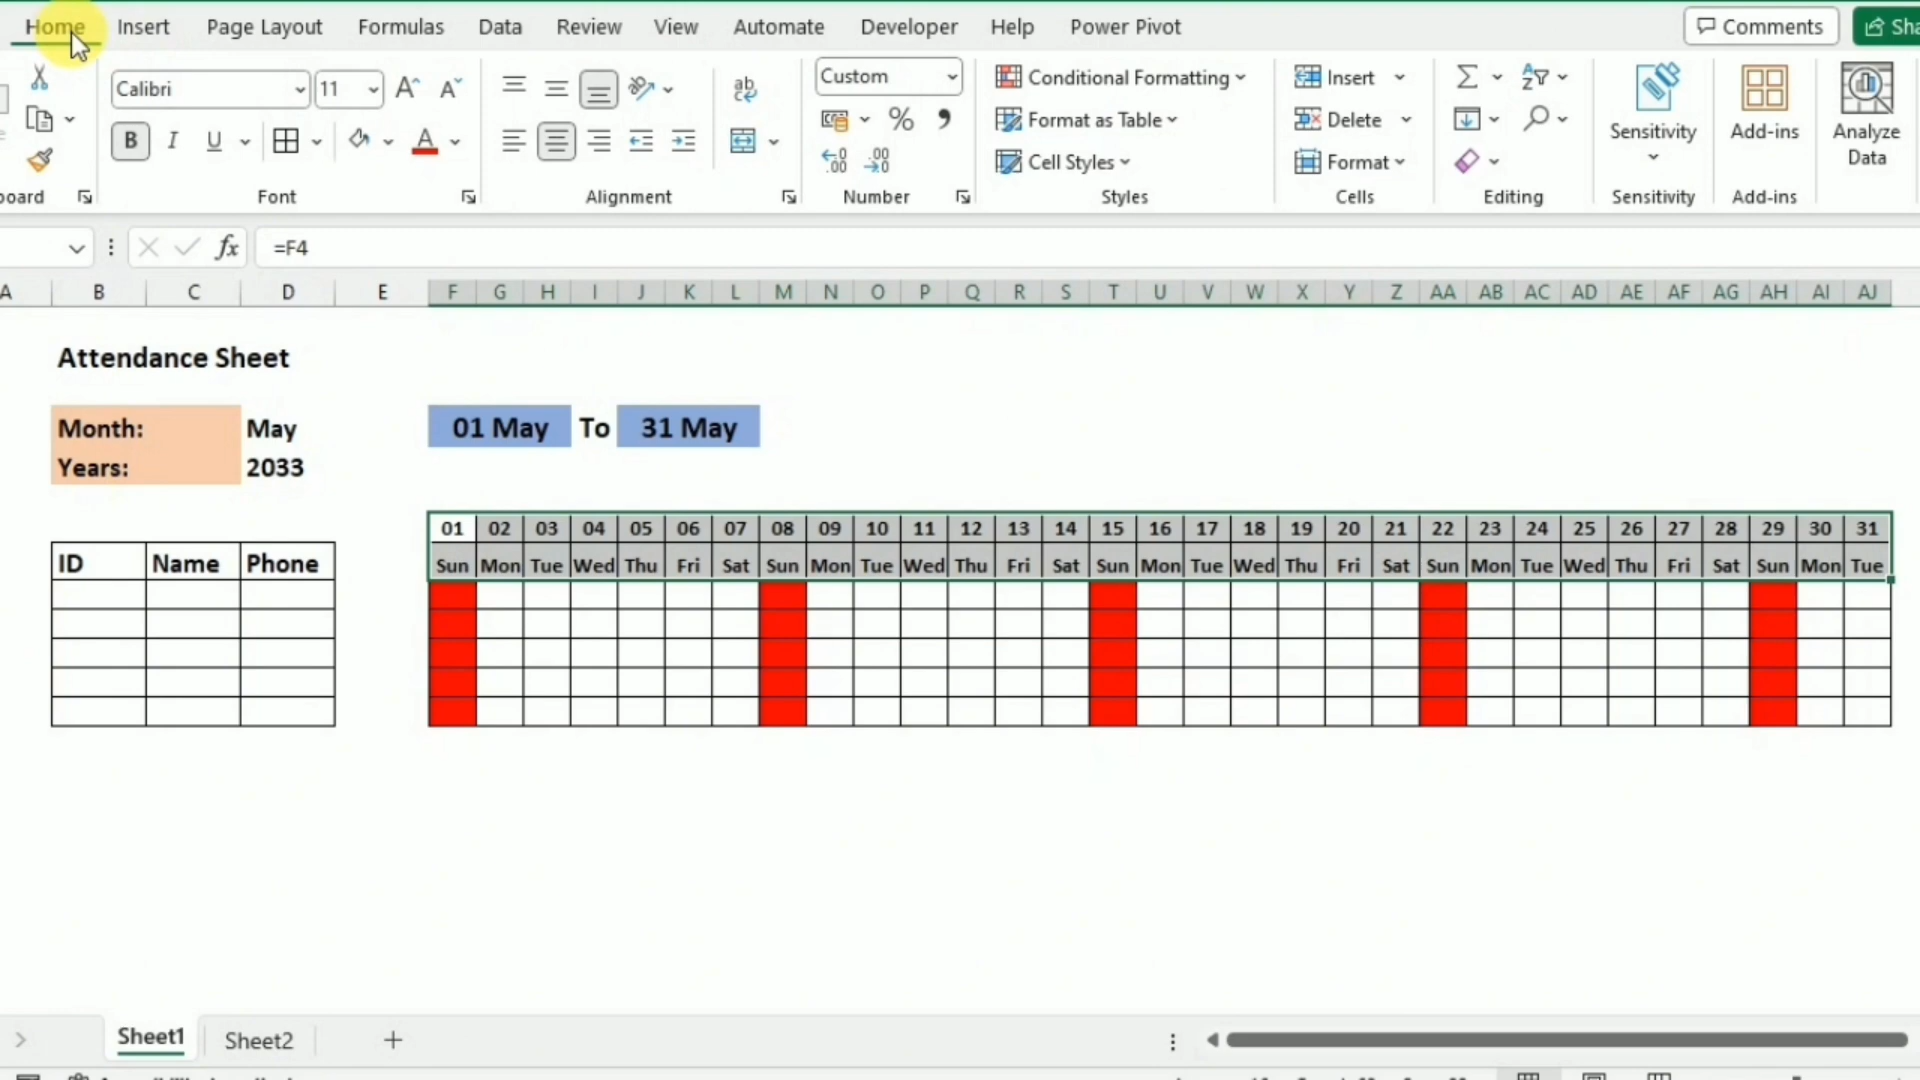 Home Insert Page Layout Formulas Data Review View Automate Developer Help Power Pivot Comments
Calibri 11 Custom Conditional Formatting Insert
B I U A % Format as Table Delete Sensitivity Add-ins Analyze Data
Cell Styles Format
Font Alignment Number Styles Cells Editing Sensitivity Add-ins
fx =F4
A B C D E F G H I J K L M N O P Q R S T U V W X Y Z AA AB AC AD AE AF AG AH AI AJ
Attendance Sheet
Month: May 01 May To 31 May
Years: 2033
01 02 03 04 05 06 07 08 09 10 11 12 13 14 15 16 17 18 19 20 21 22 23 24 25 26 27 28 29 30 31
ID Name Phone Sun Mon Tue Wed Thu Fri Sat Sun Mon Tue Wed Thu Fri Sat Sun Mon Tue Wed Thu Fri Sat Sun Mon Tue Wed Thu Fri Sat Sun Mon Tue
Sheet1 Sheet2